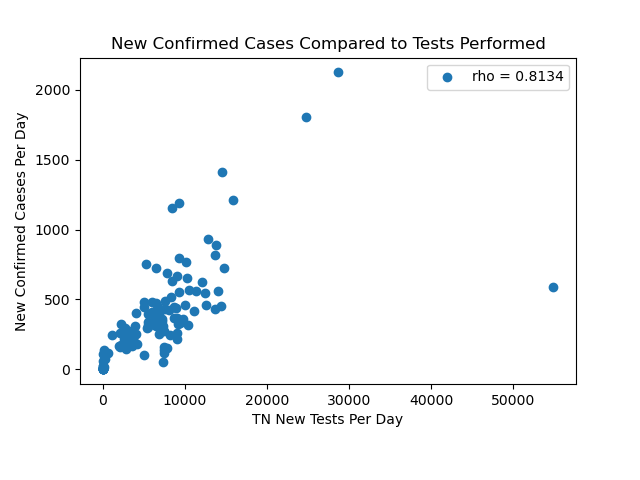 New Confirmed Cases Compared to Tests Performed
rho = 0.8134
New Confirmed Caeses Per Day
2000
1500
1000
500
0
0 10000 20000 30000 40000 50000
TN New Tests Per Day